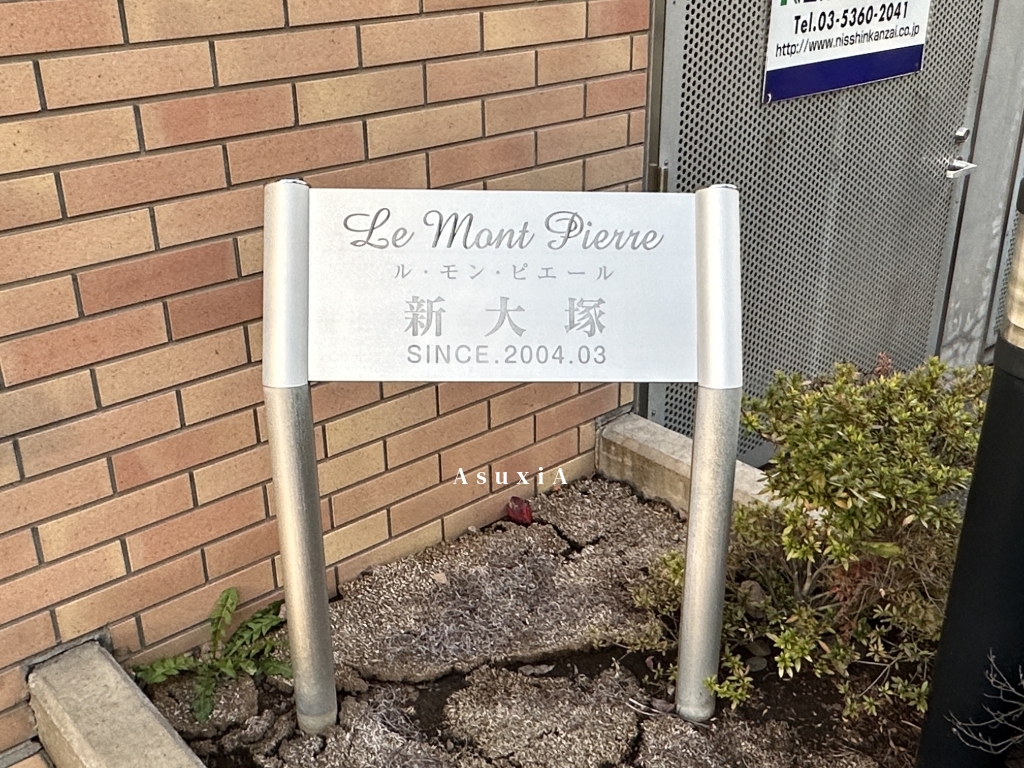 Tel.03-5360-2041
http://www.nisshinkanzai.co.jp
Le Mont Pierre
ル・モン・ピエール
新大塚
SINCE.2004.03
AsuxiA